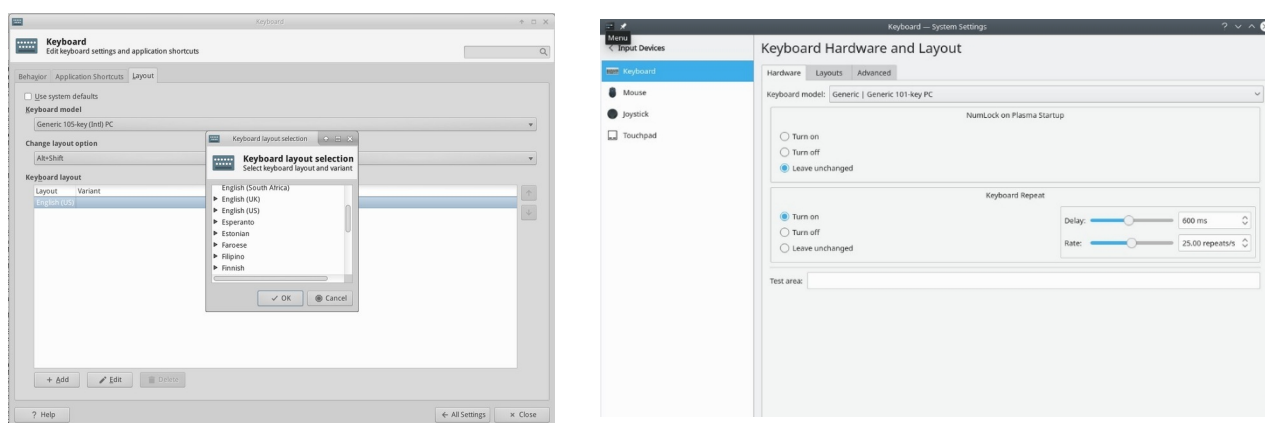 Keyboard
Keyboard
Edit keyboard settings and application shortcuts
Behavior Application Shortcuts Layout
Use system defaults
Keyboard model
Generic 105-key (Intl) PC
Change layout option
Alt+Shift
Keyboard layout
Layout Variant
English (US)
+ Add Edit Delete
? Help ← All Settings × Close
Keyboard layout selection
Keyboard layout selection
Select keyboard layout and variant
English (South Africa)
English (UK)
English (US)
Esperanto
Estonian
Faroese
Filipino
Finnish
OK Cancel
Keyboard — System Settings
Menu
< Input Devices
Keyboard
Mouse
Joystick
Touchpad
Keyboard Hardware and Layout
Hardware Layouts Advanced
Keyboard model: Generic | Generic 101-key PC
NumLock on Plasma Startup
Turn on
Turn off
Leave unchanged
Keyboard Repeat
Turn on
Turn off
Leave unchanged
Delay: 600 ms
Rate: 25.00 repeats/s
Test area: